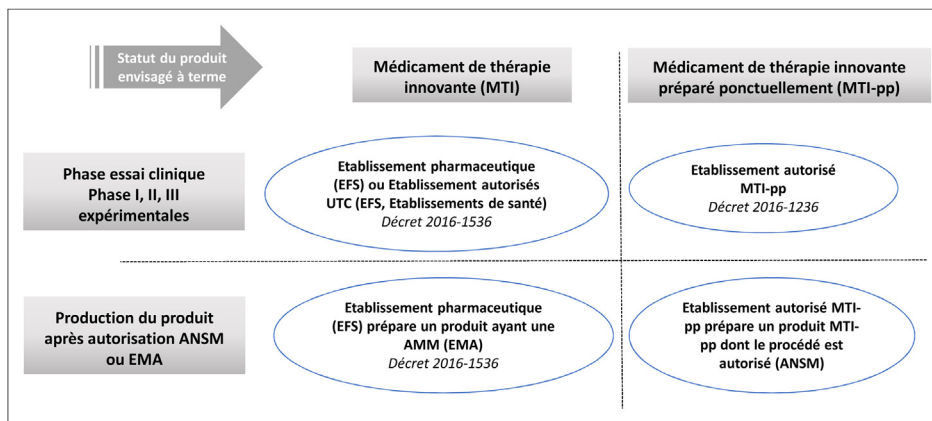 Statut du produit
envisagé à terme
Médicament de thérapie
innovante (MTI)
Médicament de thérapie innovante
préparé ponctuellement (MTI-pp)
Phase essai clinique
Phase I, II, III
expérimentales
Etablissement pharmaceutique
(EFS) ou Etablissement autorisés
UTC (EFS, Etablissements de santé)
Décret 2016-1536
Etablissement autorisé
MTI-pp
Décret 2016-1236
Production du produit
après autorisation ANSM
ou EMA
Etablissement pharmaceutique
(EFS) prépare un produit ayant une
AMM (EMA)
Décret 2016-1536
Etablissement autorisé MTI-
pp prépare un produit MTI-
pp dont le procédé est
autorisé (ANSM)